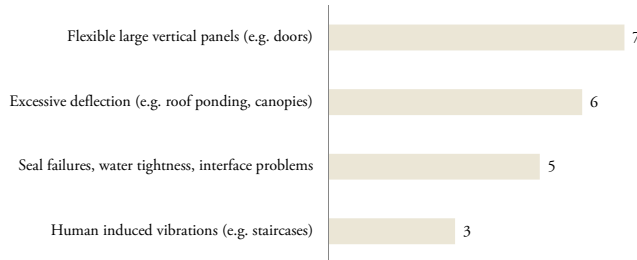 Flexible large vertical panels (e.g. doors) 7
Excessive deflection (e.g. roof ponding, canopies) 6
Seal failures, water tightness, interface problems 5
Human induced vibrations (e.g. staircases) 3